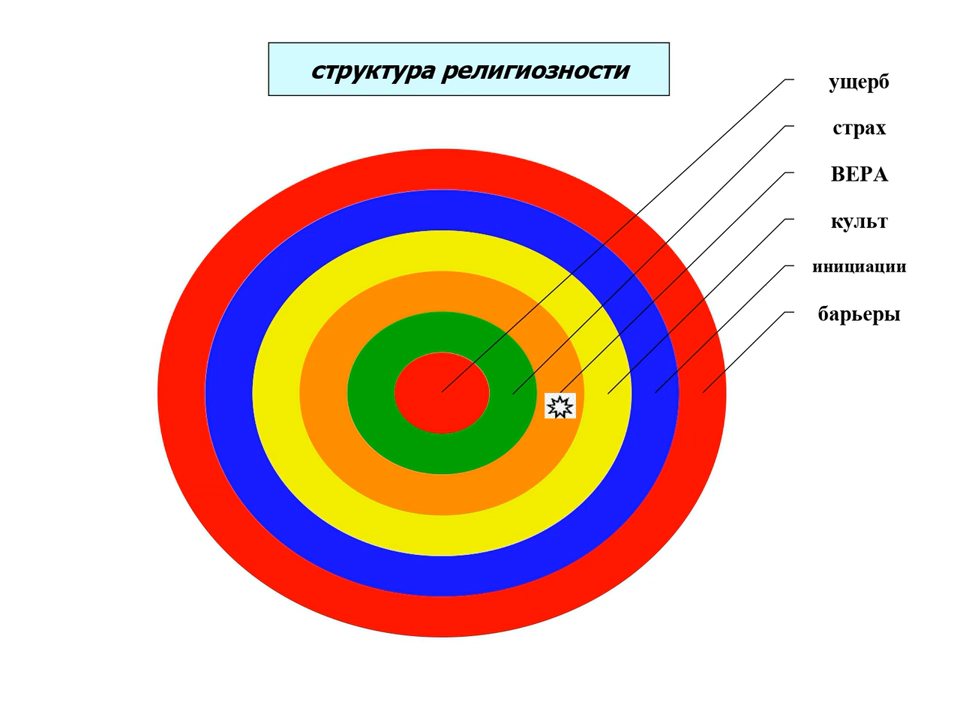 структура религиозности
ущерб
страх
ВЕРА
культ
инициации
барьеры